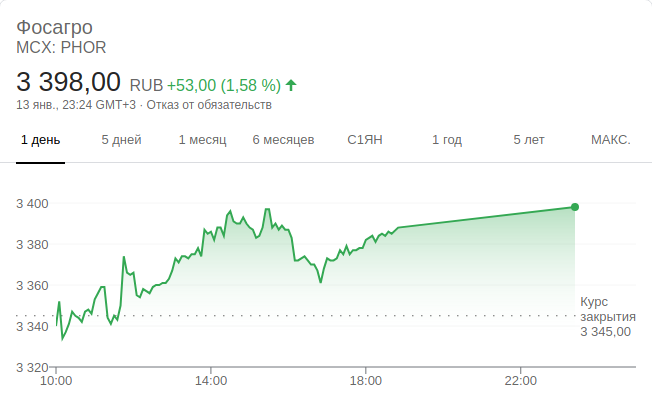 Фосагро
MCX: PHOR
3 398,00 RUB +53,00 (1,58 %)
13 янв., 23:24 GMT+3 · Отказ от обязательств
1 день 5 дней 1 месяц 6 месяцев С1ЯН 1 год 5 лет МАКС.
3 400
3 380
3 360
3 340
3 320
Курс
закрытия
3 345,00
10:00 14:00 18:00 22:00